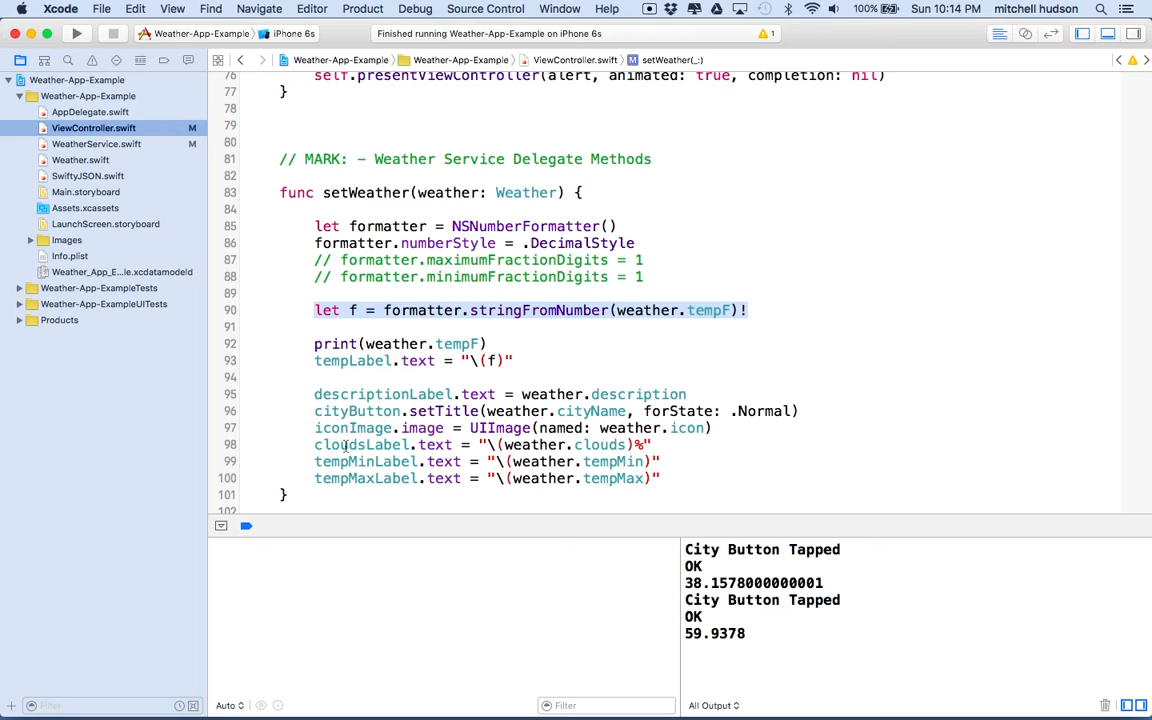 Xcode File Edit View Find Navigate Editor Product Debug Source Control Window Help 100% Sun 10:14 PM mitchell hudson
Weather-App-Example iPhone 6s Finished running Weather-App-Example on iPhone 6s 1
Weather-App-Example Weather-App-Example ViewController.swift M setWeather(_:)
Weather-App-Example
Weather-App-Example
AppDelegate.swift
ViewController.swift M
WeatherService.swift M
Weather.swift
SwiftyJSON.swift
Main.storyboard
Assets.xcassets
LaunchScreen.storyboard
Images
Info.plist
Weather_App_E...le.xcdatamodeld
Weather-App-ExampleTests
Weather-App-ExampleUITests
Products
76 self.presentViewController(alert, animated: true, completion: nil)
77 }
78
79
80
81 // MARK: - Weather Service Delegate Methods
82
83 func setWeather(weather: Weather) {
84
85 let formatter = NSNumberFormatter()
86 formatter.numberStyle = .DecimalStyle
87 // formatter.maximumFractionDigits = 1
88 // formatter.minimumFractionDigits = 1
89
90 let f = formatter.stringFromNumber(weather.tempF)!
91
92 print(weather.tempF)
93 tempLabel.text = "\(f)"
94
95 descriptionLabel.text = weather.description
96 cityButton.setTitle(weather.cityName, forState: .Normal)
97 iconImage.image = UIImage(named: weather.icon)
98 cloudsLabel.text = "\(weather.clouds)%"
99 tempMinLabel.text = "\(weather.tempMin)"
100 tempMaxLabel.text = "\(weather.tempMax)"
101 }
102
City Button Tapped
OK
38.1578000000001
City Button Tapped
OK
59.9378
Filter Auto Filter All Output